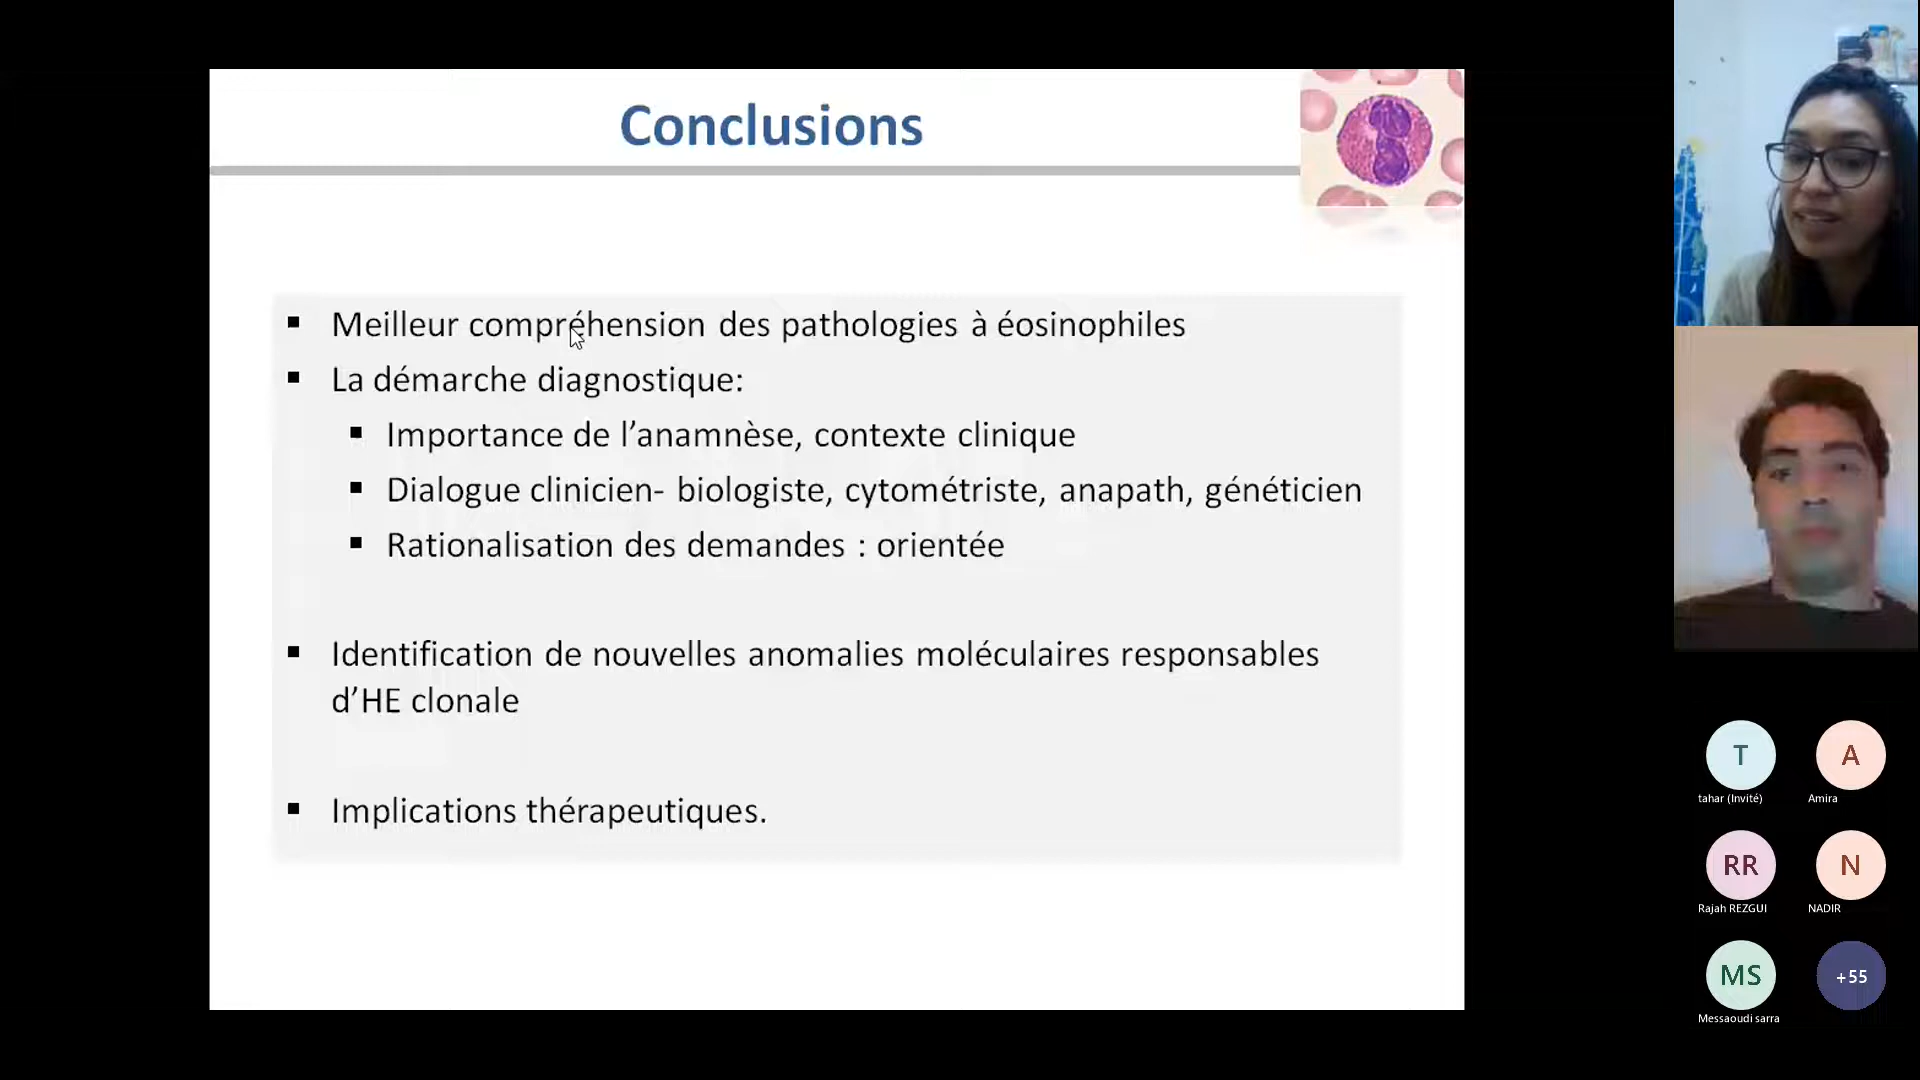 Conclusions
▪ Meilleur compréhension des pathologies à éosinophiles
▪ La démarche diagnostique:
▪ Importance de l’anamnèse, contexte clinique
▪ Dialogue clinicien- biologiste, cytométriste, anapath, généticien
▪ Rationalisation des demandes : orientée
▪ Identification de nouvelles anomalies moléculaires responsables
d’HE clonale
▪ Implications thérapeutiques.
T
tahar (Invité)
A
Amira
RR
Rajah REZGUI
N
NADIR
MS
Messaoudi sarra
+55